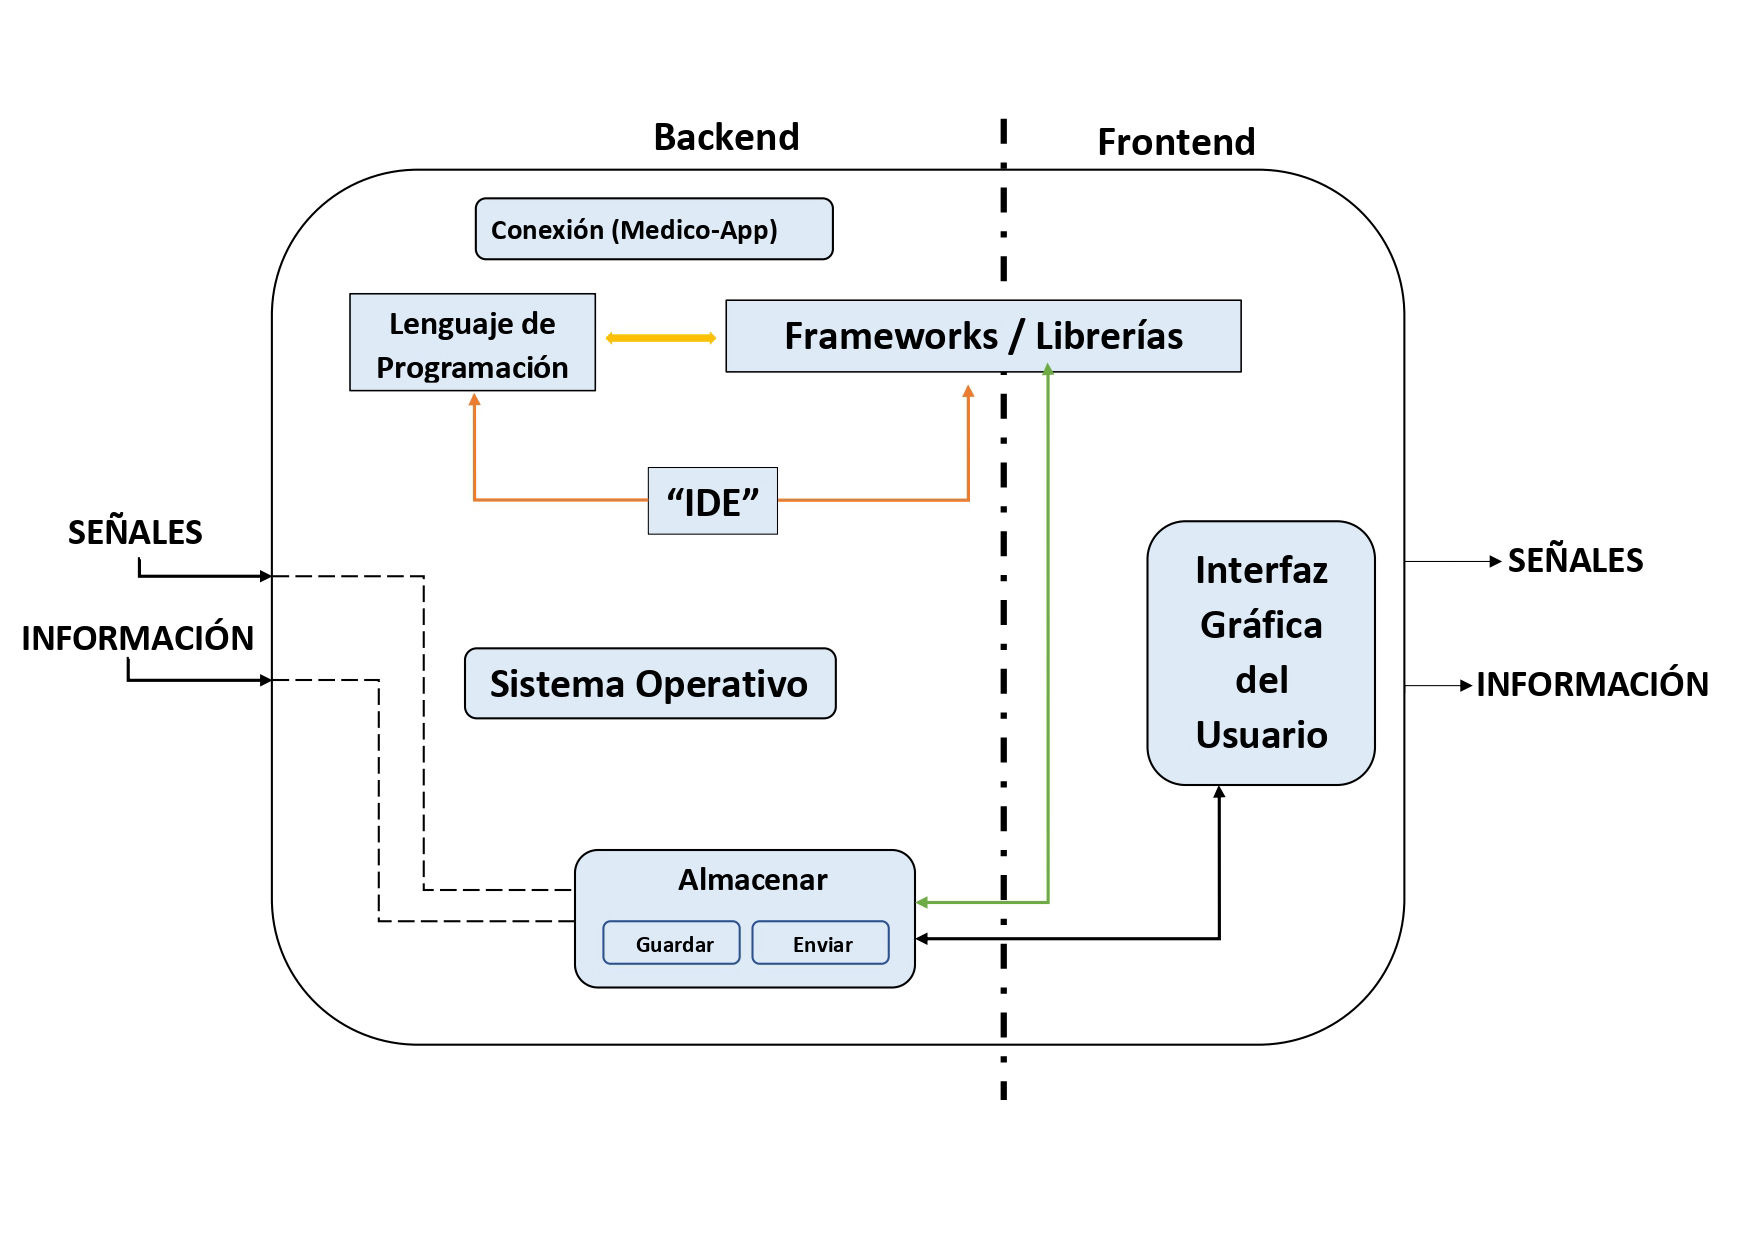 Backend
Frontend
Conexión (Medico-App)
Lenguaje de
Programación
Frameworks / Librerías
“IDE”
SEÑALES
INFORMACIÓN
Sistema Operativo
Interfaz
Gráfica
del
Usuario
SEÑALES
INFORMACIÓN
Almacenar
Guardar
Enviar